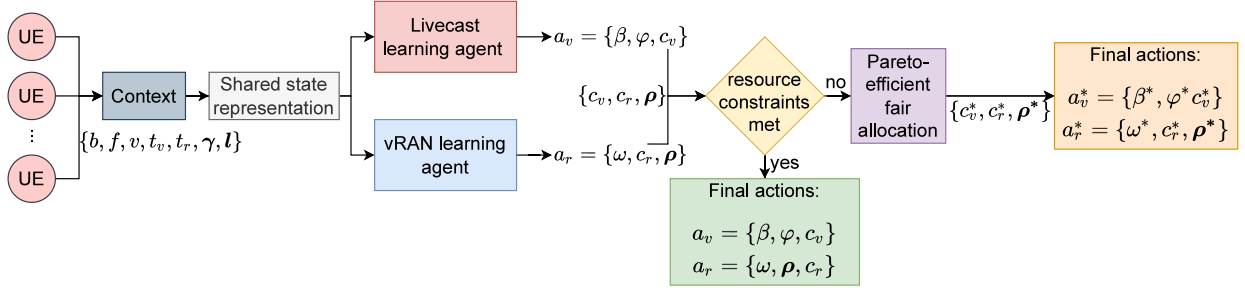 UE
UE
⋮
UE
Context
{b, f, v, t_v, t_r, γ, l}
Shared state
representation
Livecast
learning agent
vRAN learning
agent
a_v = {β, φ, c_v}
{c_v, c_r, ρ}
a_r = {ω, c_r, ρ}
resource
constraints
met
no
yes
Pareto-
efficient
fair
allocation
{c_v^*, c_r^*, ρ^*}
Final actions:
a_v^* = {β^*, φ^* c_v^*}
a_r^* = {ω^*, c_r^*, ρ^*}
Final actions:
a_v = {β, φ, c_v}
a_r = {ω, ρ, c_r}